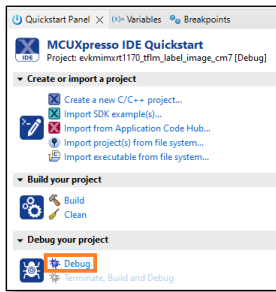 Quickstart Panel
(x)= Variables
Breakpoints
IDE
MCUXpresso IDE Quickstart
Project: evkmimxrt1170_tflm_label_image_cm7 [Debug]
Create or import a project
Create a new C/C++ project...
Import SDK example(s)...
Import from Application Code Hub...
Import project(s) from file system...
Import executable from file system...
Build your project
Build
Clean
Debug your project
Debug
Terminate, Build and Debug